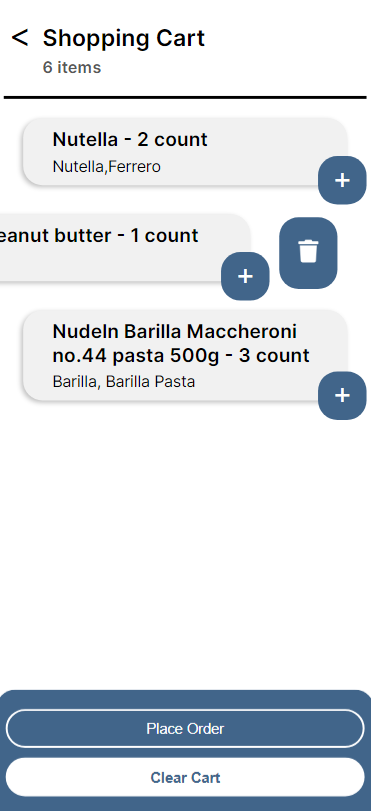 < Shopping Cart
6 items
Nutella - 2 count
Nutella,Ferrero
+
eanut butter - 1 count
+
Nudeln Barilla Maccheroni
no.44 pasta 500g - 3 count
Barilla, Barilla Pasta
+
Place Order
Clear Cart